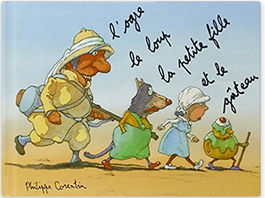 l'ogre
le loup
la petite fille
et le
gâteau
Philippe Corentin